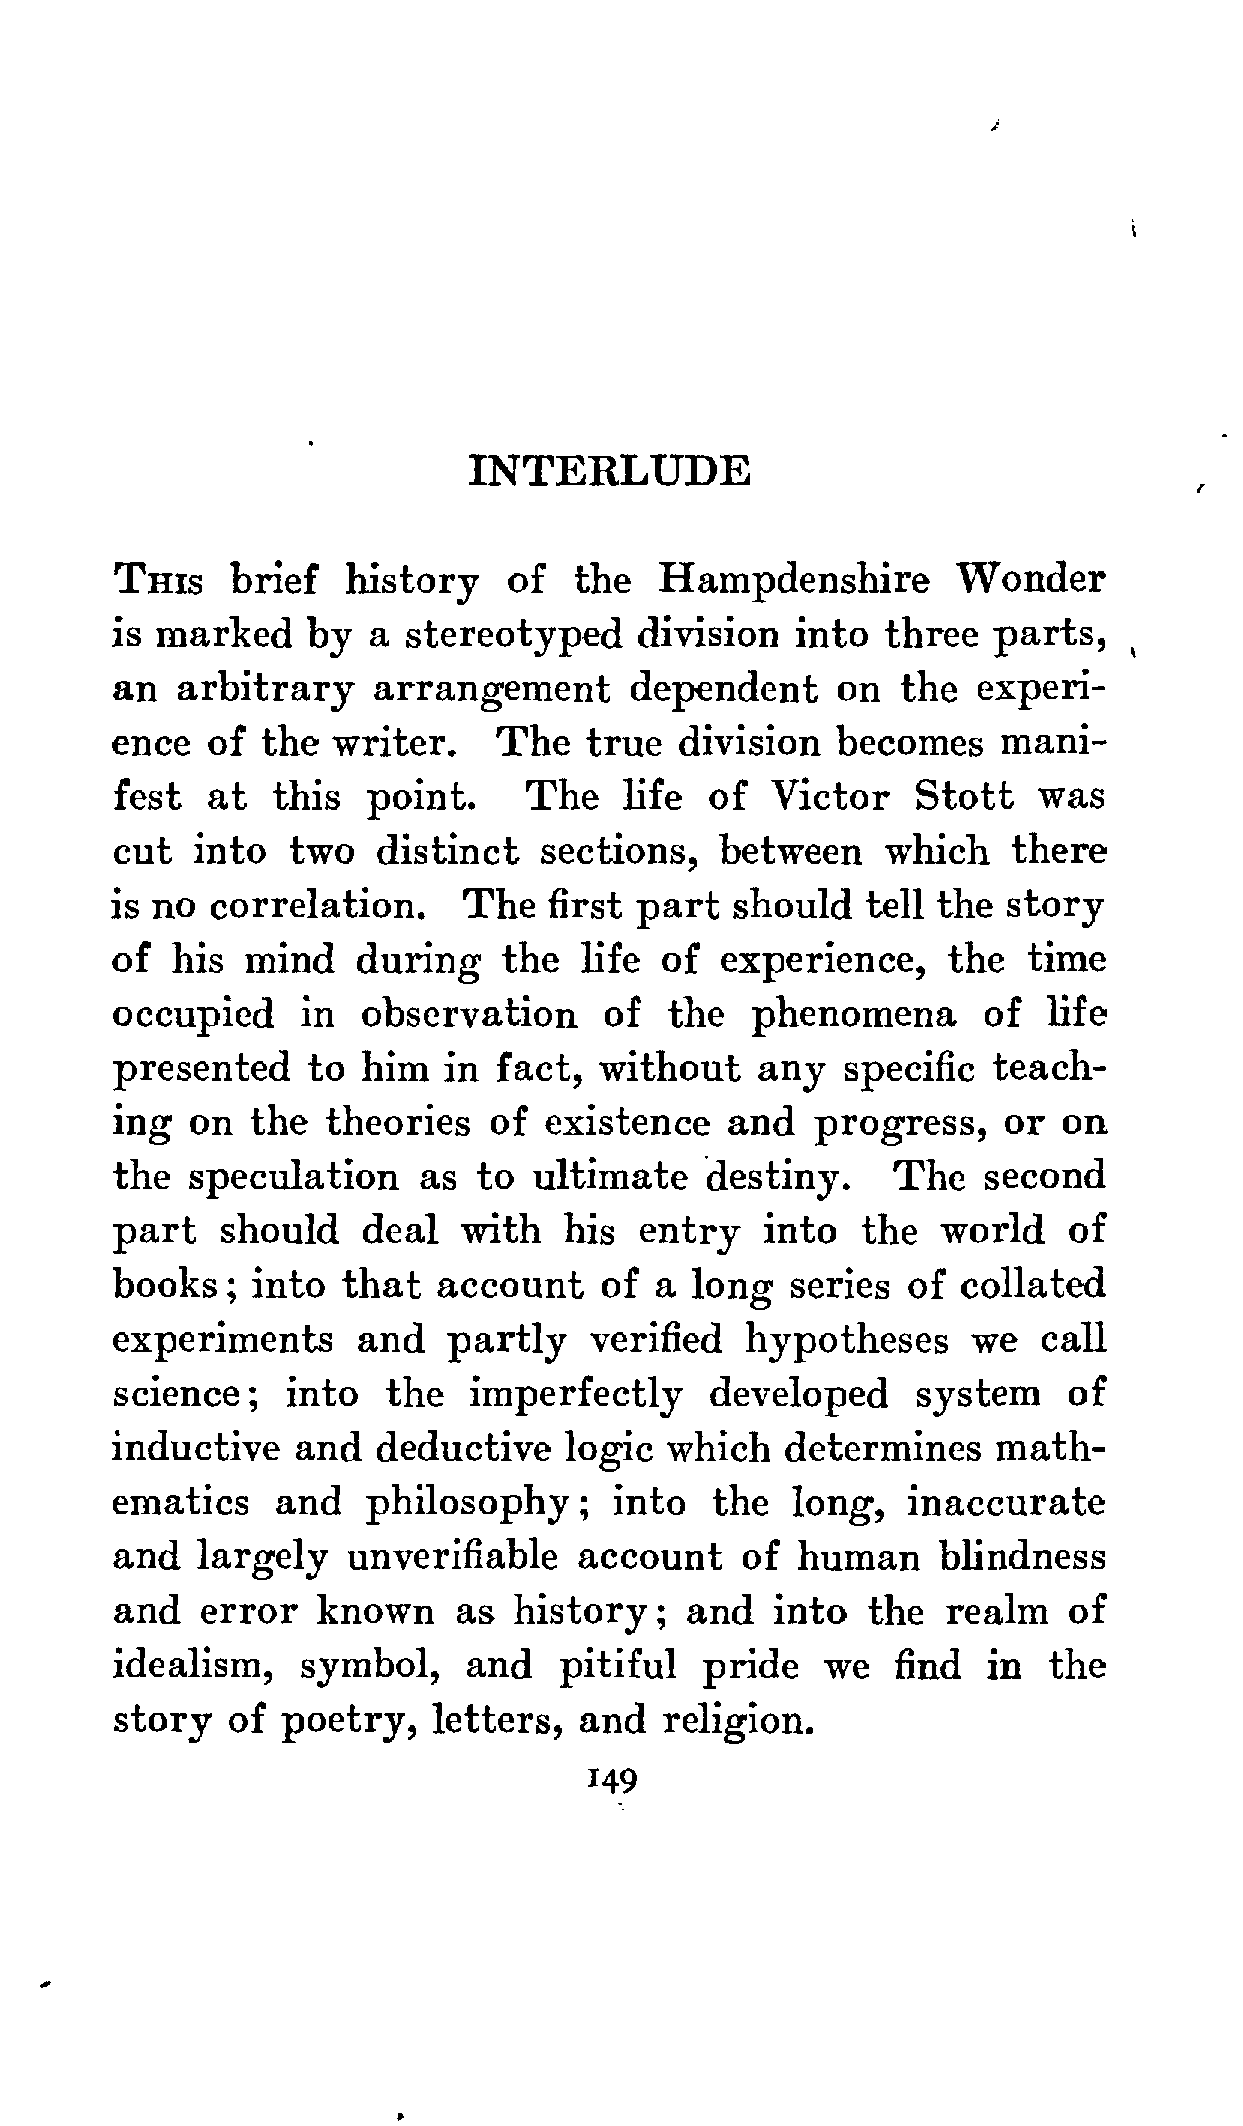 INTERLUDE
This brief history of the Hampdenshire Wonder
is marked by a stereotyped division into three parts,
an arbitrary arrangement dependent on the experi-
ence of the writer. The true division becomes mani-
fest at this point. The life of Victor Stott was
cut into two distinct sections, between which there
is no correlation. The first part should tell the story
of his mind during the life of experience, the time
occupied in observation of the phenomena of life
presented to him in fact, without any specific teach-
ing on the theories of existence and progress, or on
the speculation as to ultimate destiny. The second
part should deal with his entry into the world of
books; into that account of a long series of collated
experiments and partly verified hypotheses we call
science; into the imperfectly developed system of
inductive and deductive logic which determines math-
ematics and philosophy; into the long, inaccurate
and largely unverifiable account of human blindness
and error known as history; and into the realm of
idealism, symbol, and pitiful pride we find in the
story of poetry, letters, and religion.
149